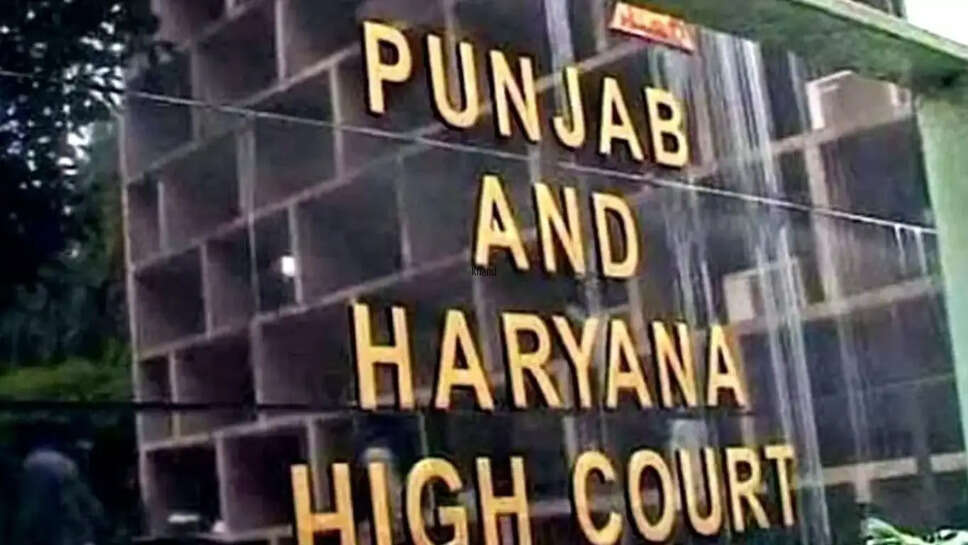 PUNJAB
AND
HARYANA
HIGH COURT